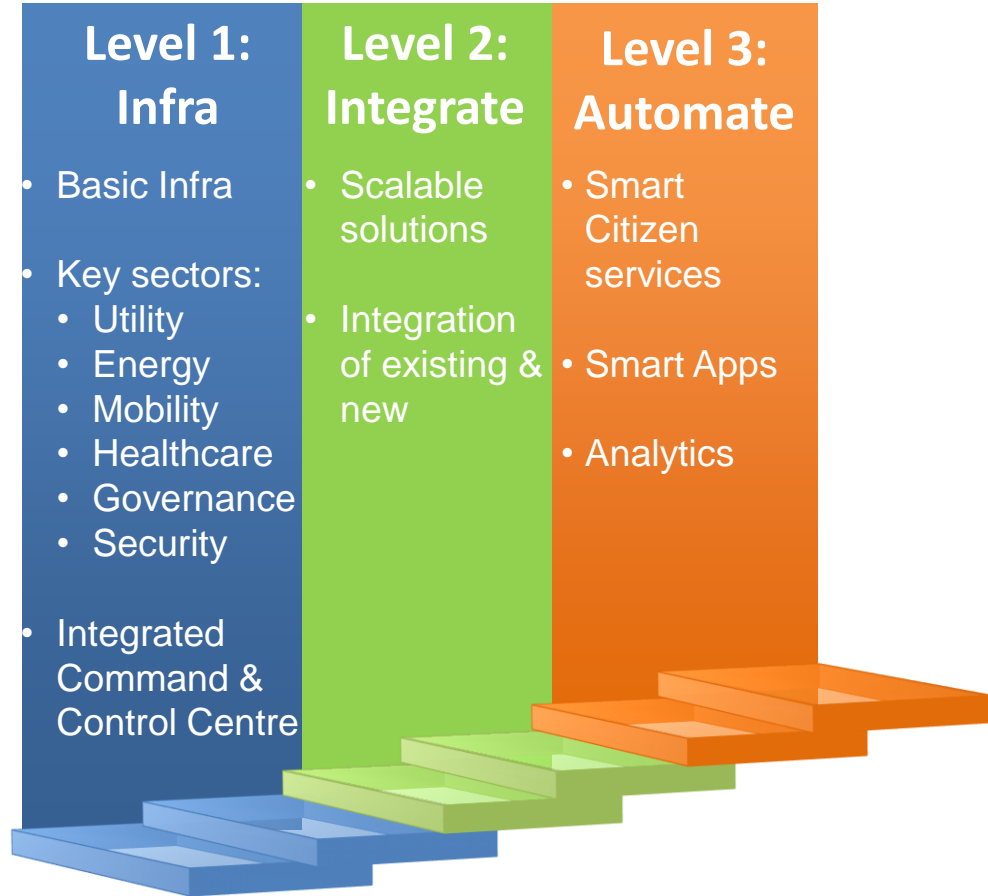 Level 1:
Infra
• Basic Infra
• Key sectors:
• Utility
• Energy
• Mobility
• Healthcare
• Governance
• Security
• Integrated
Command &
Control Centre
Level 2:
Integrate
• Scalable
solutions
• Integration
of existing &
new
Level 3:
Automate
• Smart
Citizen
services
• Smart Apps
• Analytics